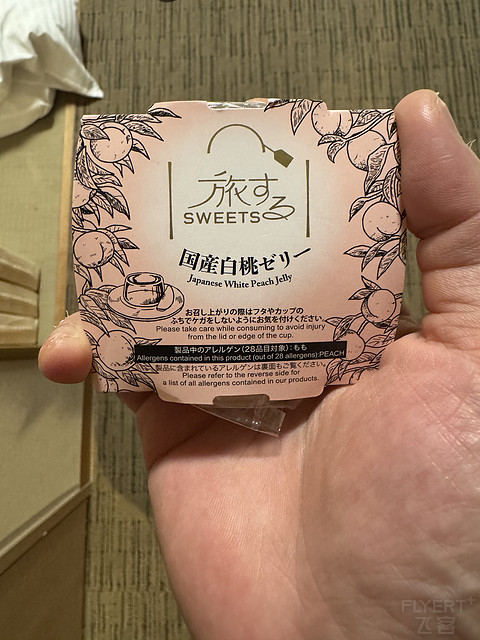 旅する
SWEETS
国産白桃ゼリー
Japanese White Peach Jelly
お召し上がりの際はフタやカップの
ふちでケガをしないようにお気を付けください。
Please take care while consuming to avoid injury
from the lid or edge of the cup.
製品中のアレルゲン(28品目対象):もも
Allergens contained in this product (out of 28 allergens):PEACH
製品に含まれているアレルゲンは裏面もご覧ください。
Please refer to the reverse side for
a list of all allergens contained in our products.
FLYERT+
飞客